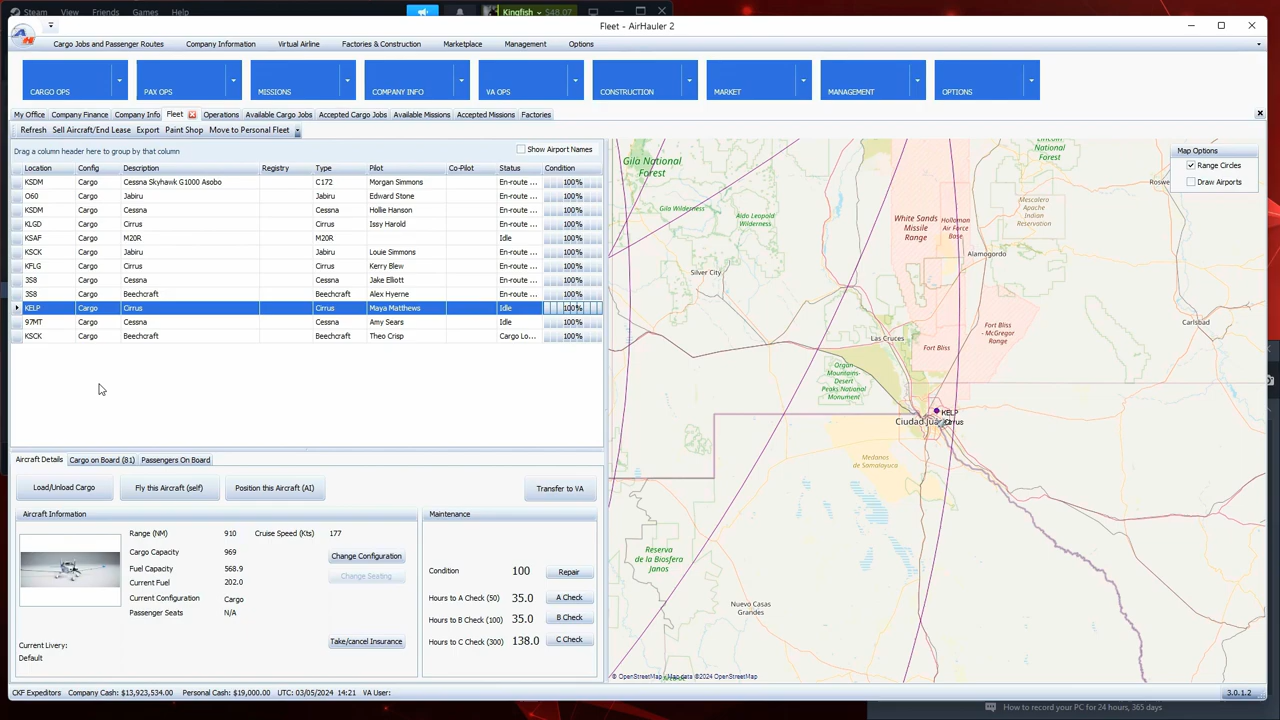 Steam View Friends Games Help Kingfish $48.07
Fleet - AirHauler 2
Cargo Jobs and Passenger Routes Company Information Virtual Airline Factories & Construction Marketplace Management Options
CARGO OPS PAX OPS MISSIONS COMPANY INFO VA OPS CONSTRUCTION MARKET MANAGEMENT OPTIONS
My Office Company Finance Company Info Fleet Operations Available Cargo Jobs Accepted Cargo Jobs Available Missions Accepted Missions Factories
Refresh Sell Aircraft/End Lease Export Paint Shop Move to Personal Fleet
Drag a column header here to group by that column Show Airport Names
Location Config Description Registry Type Pilot Co-Pilot Status Condition
KSDM Cargo Cessna Skyhawk G1000 Asobo C172 Morgan Simmons En-route ... 100%
O60 Cargo Jabiru Jabiru Edward Stone En-route ... 100%
KSDM Cargo Cessna Cessna Hollie Hanson En-route ... 100%
KLGD Cargo Cirrus Cirrus Issy Harold En-route ... 100%
KSAF Cargo M20R M20R Idle 100%
KSCK Cargo Jabiru Jabiru Louie Simmons En-route ... 100%
KFLG Cargo Cirrus Cirrus Kerry Blew En-route ... 100%
3S8 Cargo Cessna Cessna Jake Elliott En-route ... 100%
3S8 Cargo Beechcraft Beechcraft Alex Hyerne En-route ... 100%
KELP Cargo Cirrus Cirrus Maya Matthews Idle 100%
97MT Cargo Cessna Cessna Amy Sears Idle 100%
KSCK Cargo Beechcraft Beechcraft Theo Crisp Cargo Lo... 100%
Map Options
Range Circles
Draw Airports
Gila National Forest
Gila Wilderness
Aldo Leopold Wilderness
White Sands Missile Range
Holloman Air Force Base
Mescalero Apache Indian Reservation
Lincoln National Forest
Rosw
Alamogordo
Silver City
Carlsbad
Las Cruces
Fort Bliss - McGregor Range
Fort Bliss
Organ Mountains-Desert Peaks National Monument
KELP
Ciudad Juá Cirrus
Medanos de Samalayuca
Reserva de la Biosfera Janos
Nuevo Casas Grandes
© OpenStreetMap | Map data ©2024 OpenStreetMap
Aircraft Details Cargo on Board (81) Passengers On Board
Load/Unload Cargo Fly this Aircraft (self) Position this Aircraft (AI) Transfer to VA
Aircraft Information
Range (NM) 910 Cruise Speed (Kts) 177
Cargo Capacity 969
Fuel Capacity 568.9
Current Fuel 202.0
Current Configuration Cargo
Passenger Seats N/A
Change Configuration
Change Seating
Take/cancel Insurance
Current Livery:
Default
Maintenance
Condition 100 Repair
Hours to A Check (50) 35.0 A Check
Hours to B Check (100) 35.0 B Check
Hours to C Check (300) 138.0 C Check
CKF Expeditors Company Cash: $13,923,534.00 Personal Cash: $19,000.00 UTC: 03/05/2024 14:21 VA User: 3.0.1.2
How to record your PC for 24 hours, 365 days